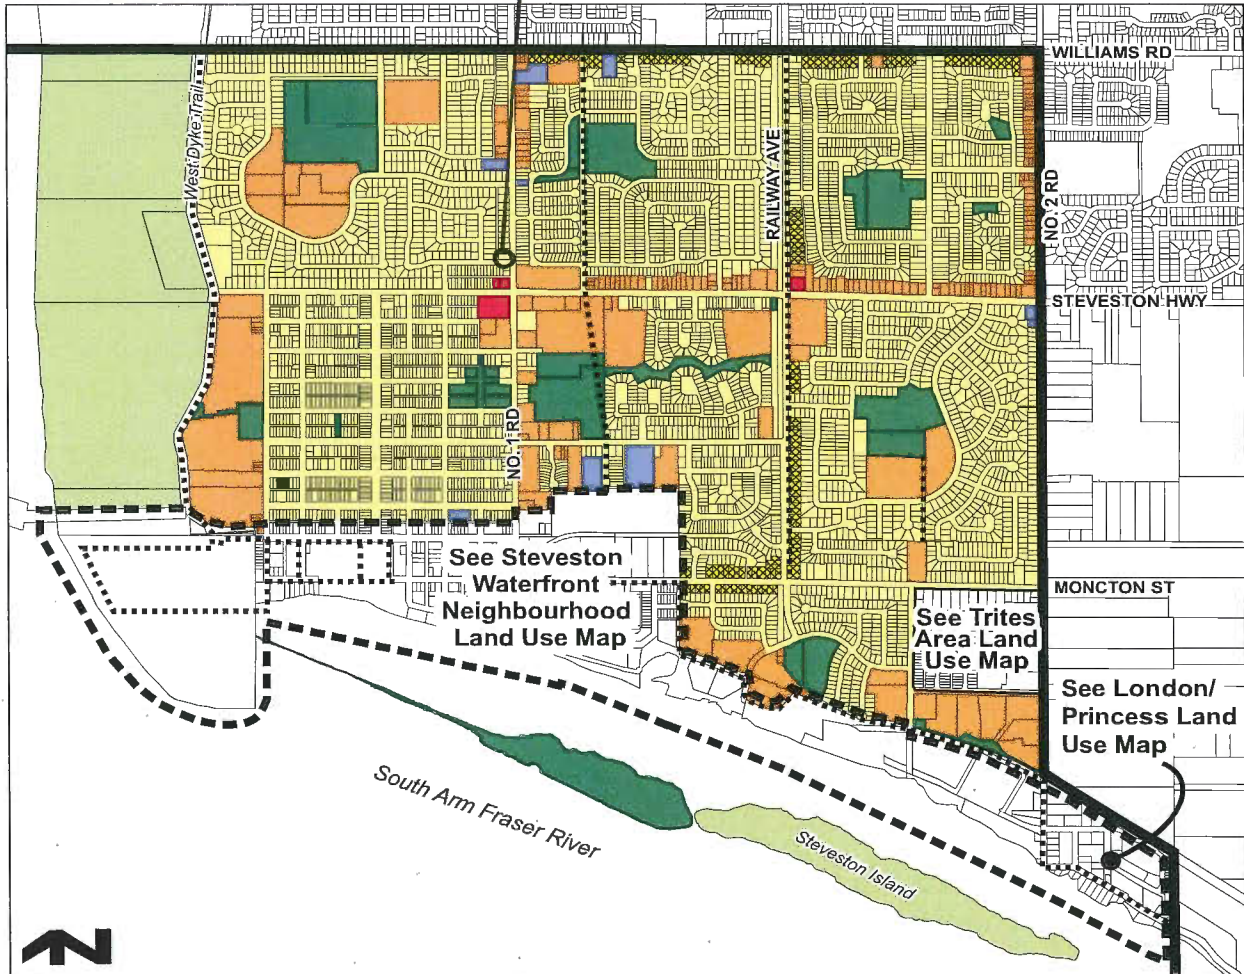 WILLIAMS RD
West Dyke Trail
RAILWAY AVE
NO. 2 RD
STEVESTON HWY
NO. 1 RD
See Steveston
Waterfront
Neighbourhood
Land Use Map
MONCTON ST
See Trites
Area Land
Use Map
See London/
Princess Land
Use Map
South Arm Fraser River
Steveston Island
N